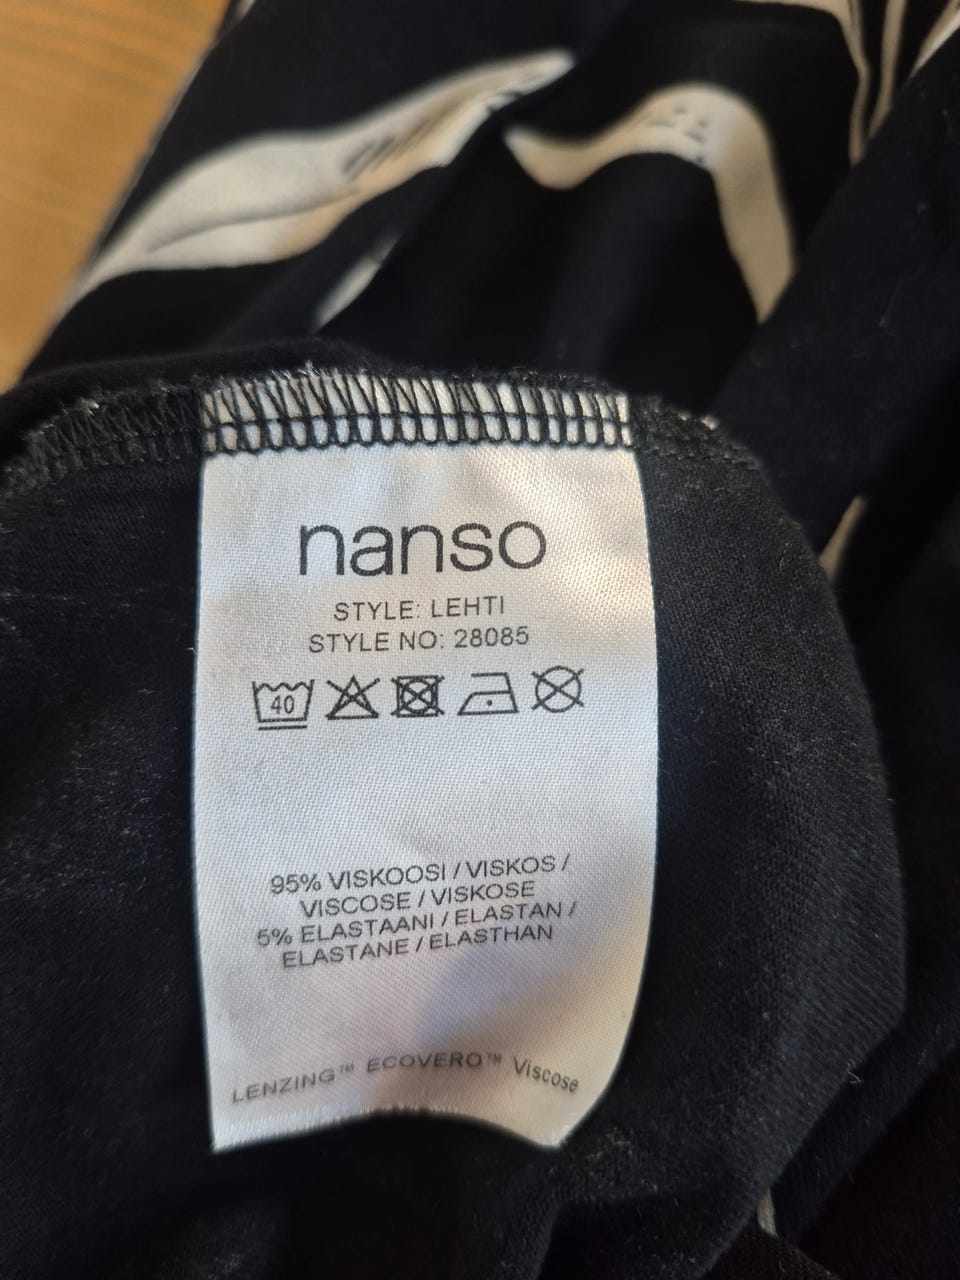 nanso
STYLE: LEHTI
STYLE NO: 28085
40
95% VISKOOSI / VISKOS /
VISCOSE / VISKOSE
5% ELASTAANI / ELASTAN /
ELASTANE / ELASTHAN
LENZING™ ECOVERO™ Viscose